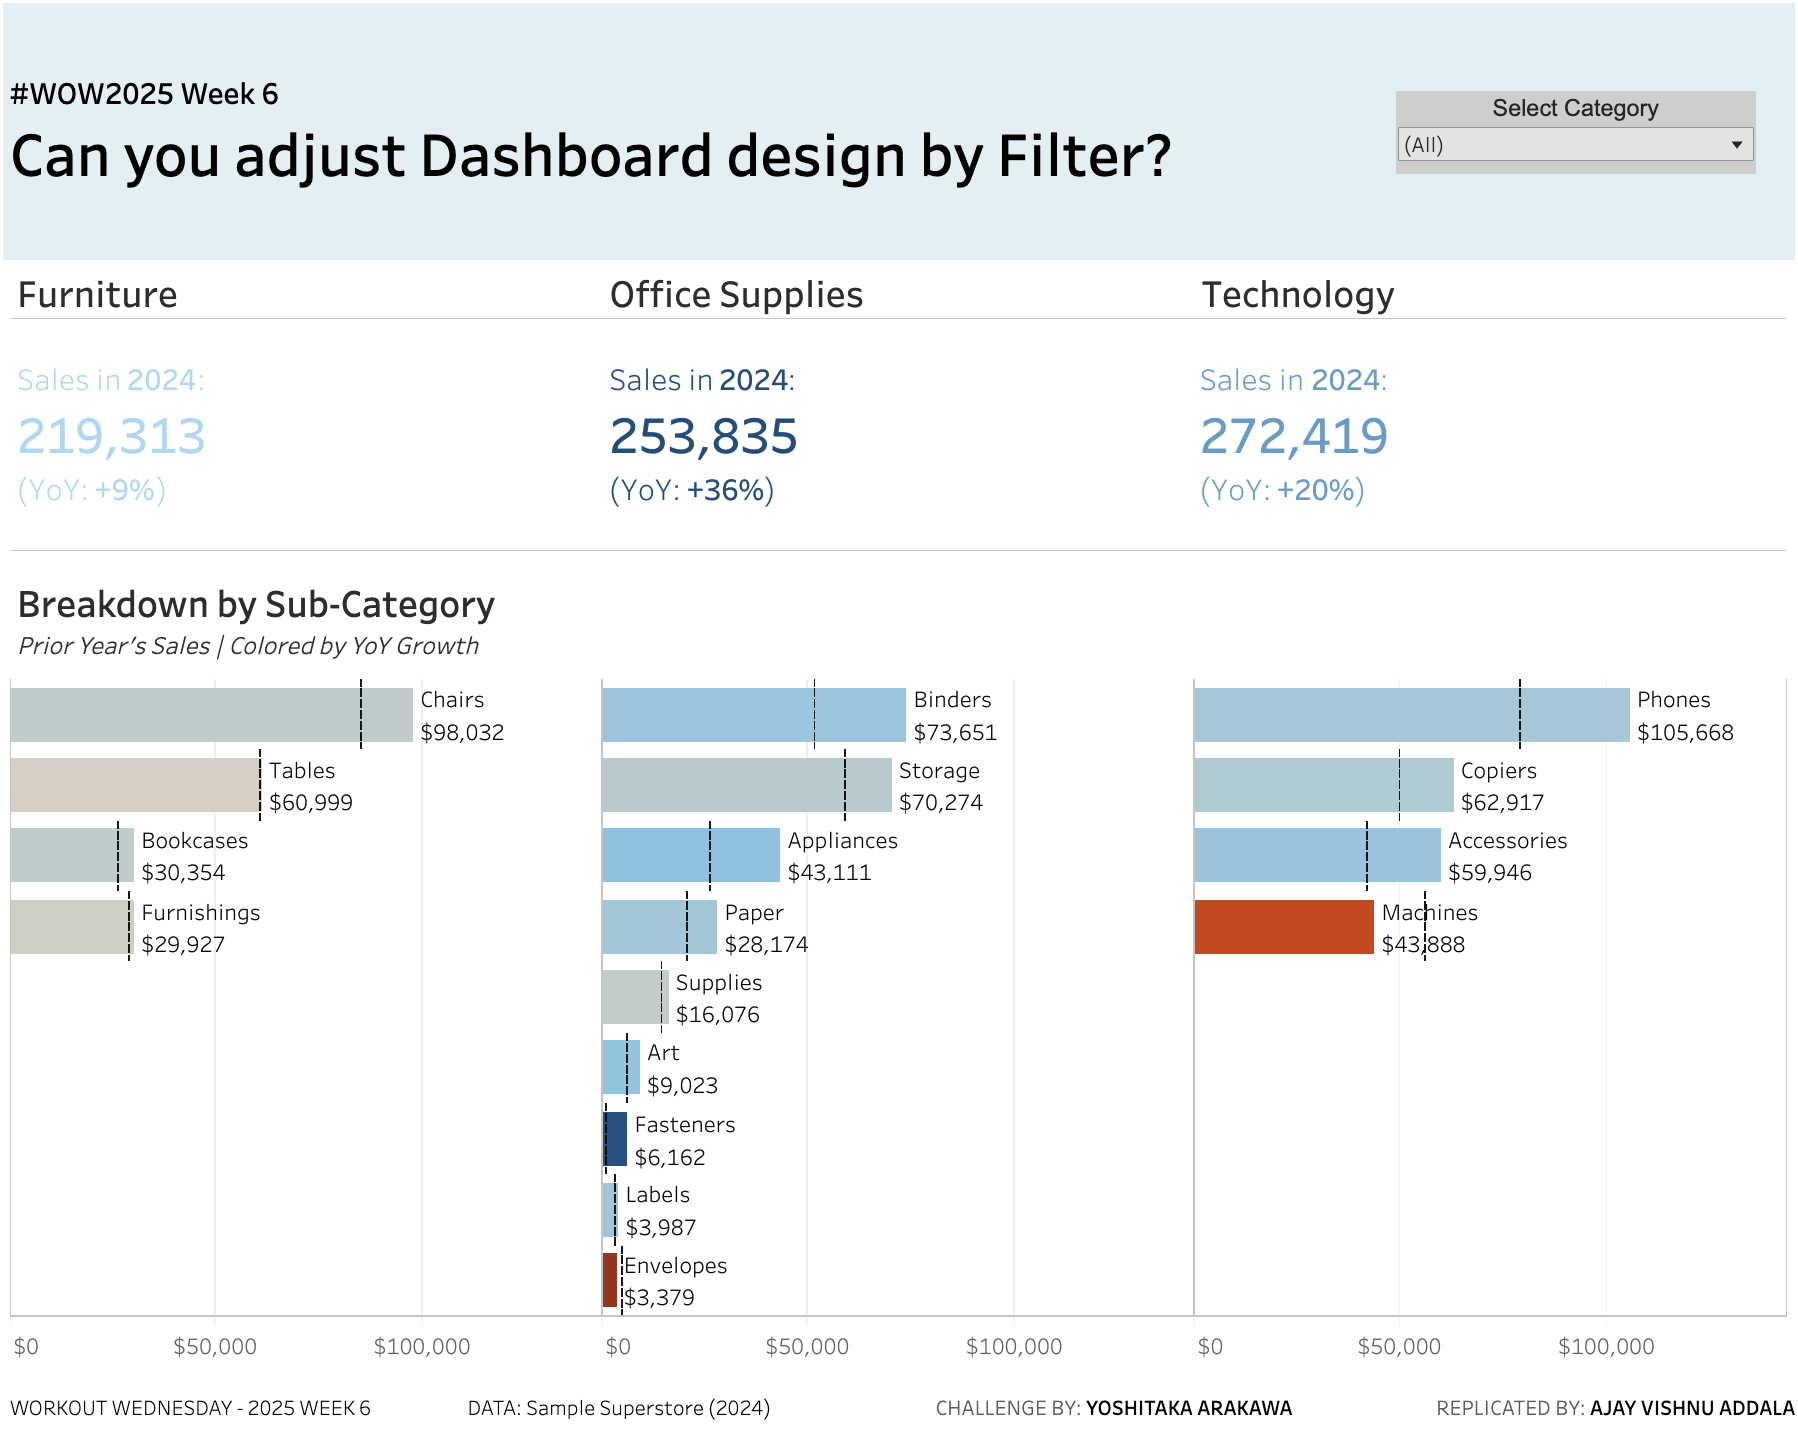 #WOW2025 Week 6
Can you adjust Dashboard design by Filter?
Select Category
(All)
Furniture
Office Supplies
Technology
Sales in 2024:
219,313
(YoY: +9%)
Sales in 2024:
253,835
(YoY: +36%)
Sales in 2024:
272,419
(YoY: +20%)
Breakdown by Sub-Category
Prior Year's Sales | Colored by YoY Growth
Chairs
$98,032
Tables
$60,999
Bookcases
$30,354
Furnishings
$29,927
$0 $50,000 $100,000
Binders
$73,651
Storage
$70,274
Appliances
$43,111
Paper
$28,174
Supplies
$16,076
Art
$9,023
Fasteners
$6,162
Labels
$3,987
Envelopes
$3,379
$0 $50,000 $100,000
Phones
$105,668
Copiers
$62,917
Accessories
$59,946
Machines
$43,888
$0 $50,000 $100,000
WORKOUT WEDNESDAY - 2025 WEEK 6
DATA: Sample Superstore (2024)
CHALLENGE BY: YOSHITAKA ARAKAWA
REPLICATED BY: AJAY VISHNU ADDALA